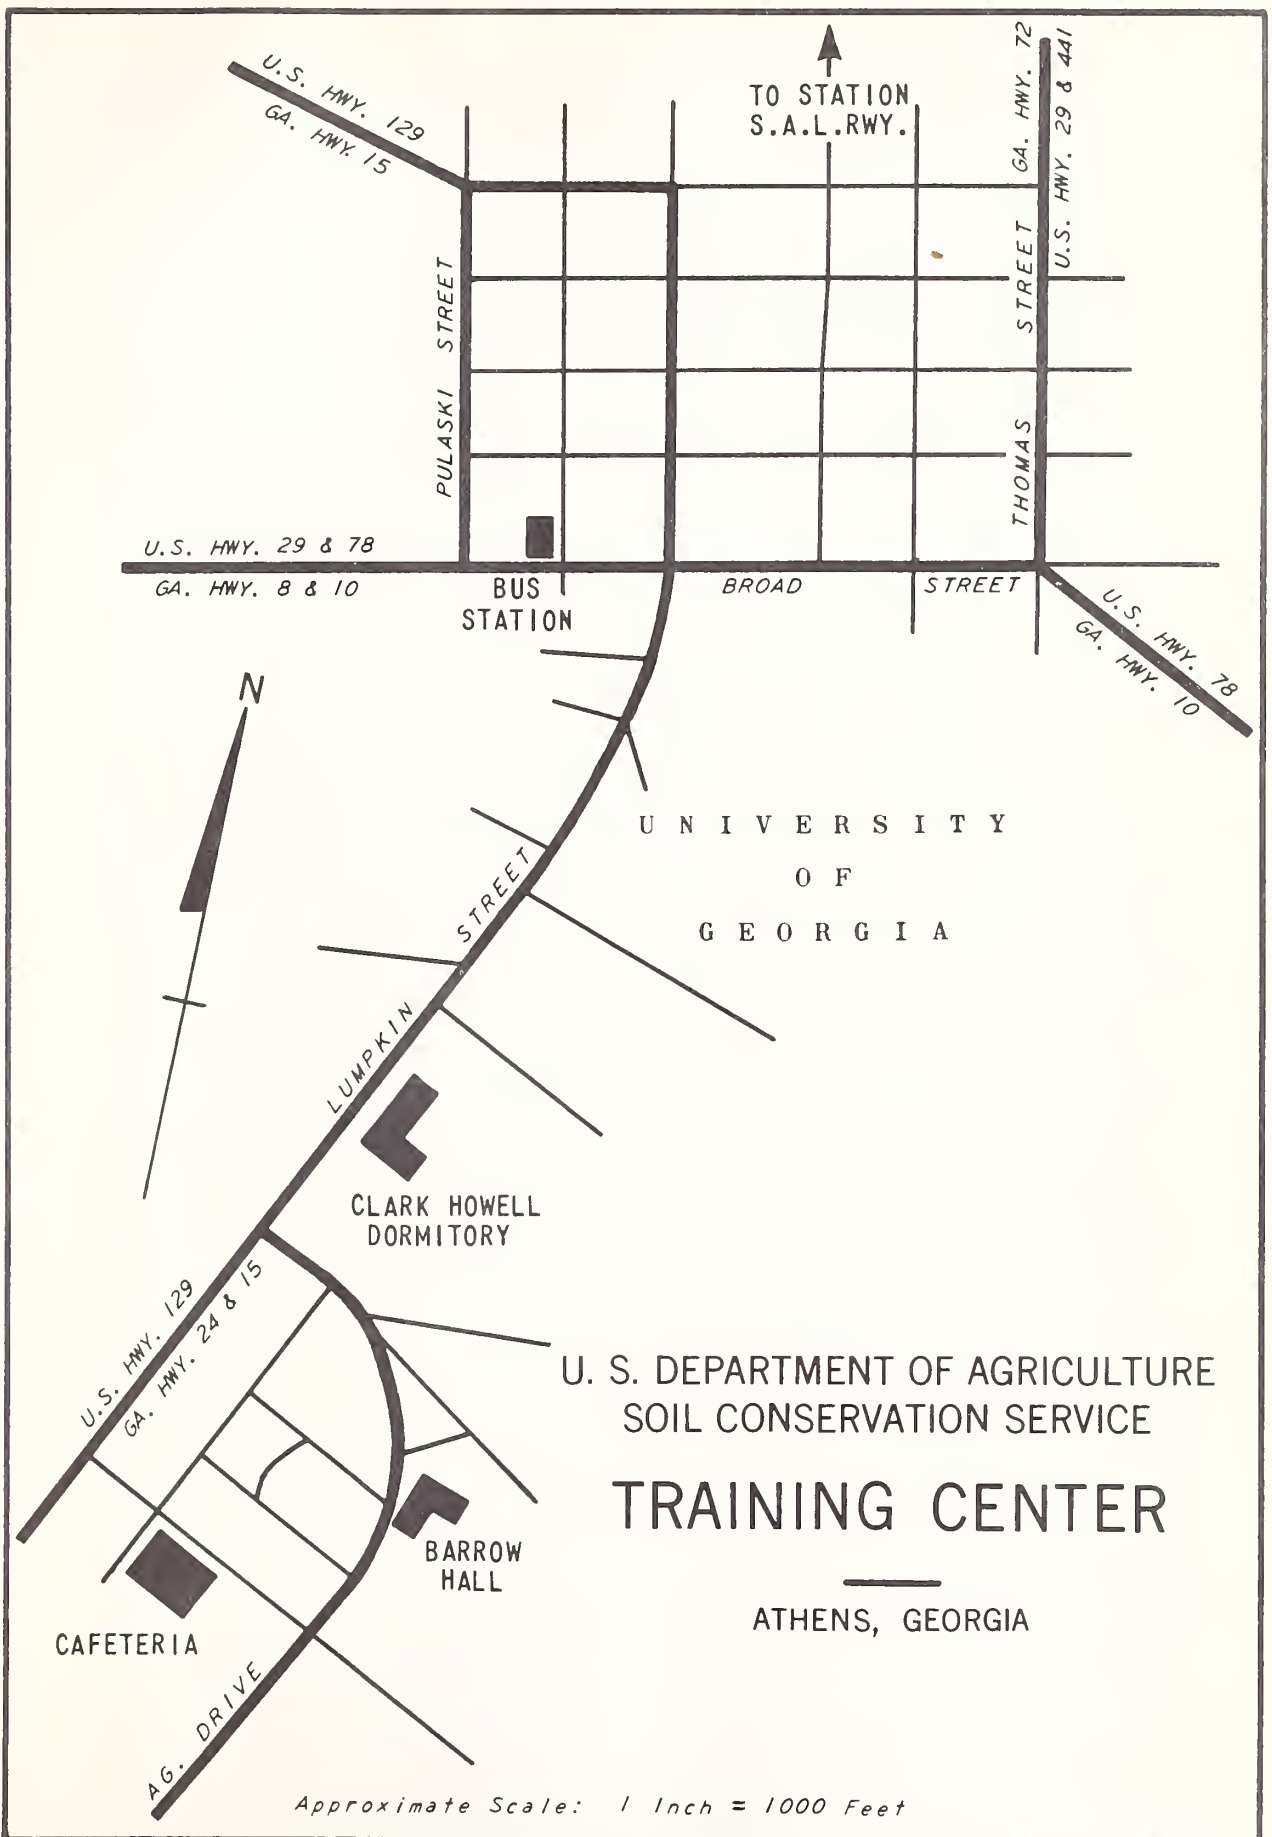 U.S. HWY. 129
GA. HWY. 15
TO STATION
S.A.L.RWY.
GA. HWY. 72
U.S. HWY. 29 & 441
PULASKI STREET
THOMAS STREET
U.S. HWY. 29 & 78
GA. HWY. 8 & 10
BUS
STATION
BROAD STREET
U.S. HWY. 78
GA. HWY. 10
N
UNIVERSITY
OF
GEORGIA
LUMPKIN STREET
CLARK HOWELL
DORMITORY
U.S. HWY. 129
GA. HWY. 24 & 15
U. S. DEPARTMENT OF AGRICULTURE
SOIL CONSERVATION SERVICE
TRAINING CENTER
ATHENS, GEORGIA
BARROW
HALL
CAFETERIA
AG. DRIVE
Approximate Scale: 1 Inch = 1000 Feet